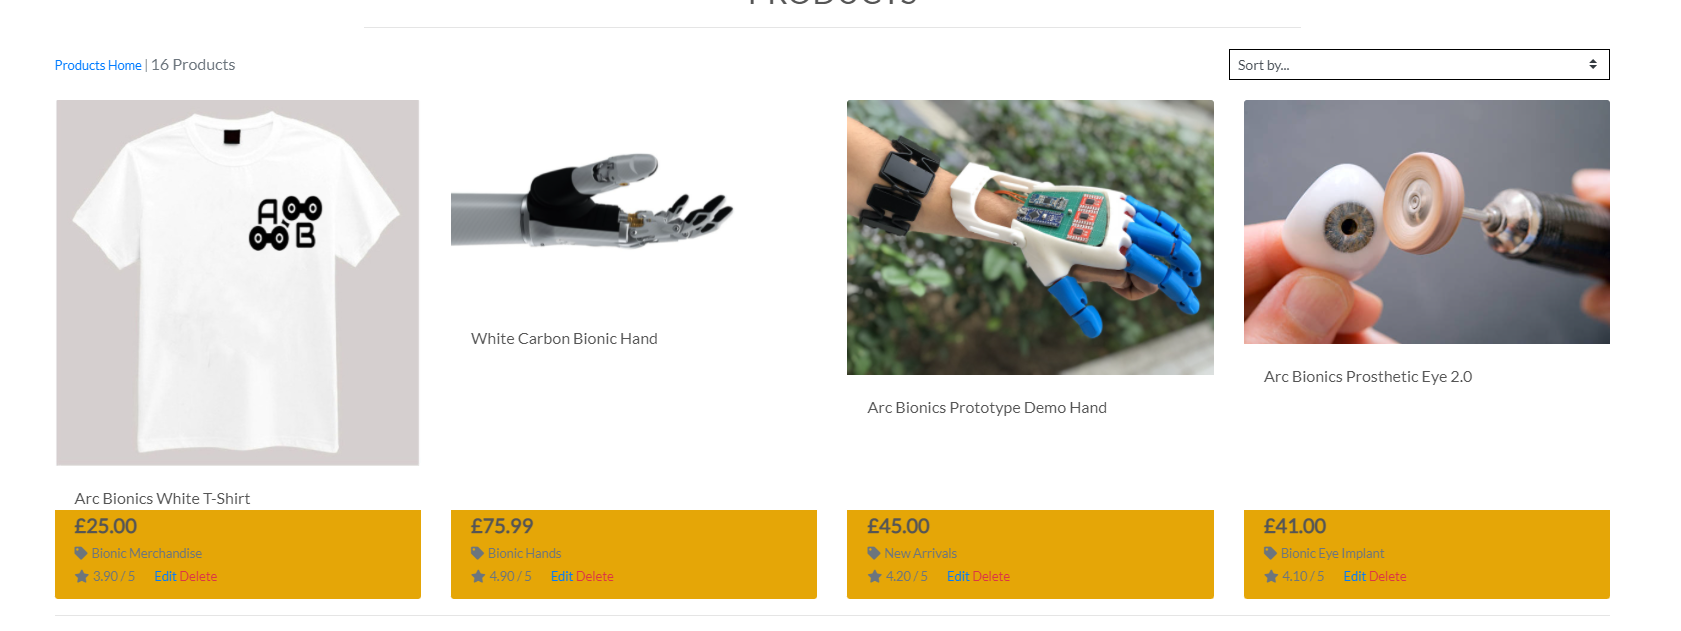 PRODUCTS
Products Home | 16 Products
Sort by...
A
B
Arc Bionics White T-Shirt
£25.00
Bionic Merchandise
3.90 / 5 Edit Delete
White Carbon Bionic Hand
£75.99
Bionic Hands
4.90 / 5 Edit Delete
Arc Bionics Prototype Demo Hand
£45.00
New Arrivals
4.20 / 5 Edit Delete
Arc Bionics Prosthetic Eye 2.0
£41.00
Bionic Eye Implant
4.10 / 5 Edit Delete